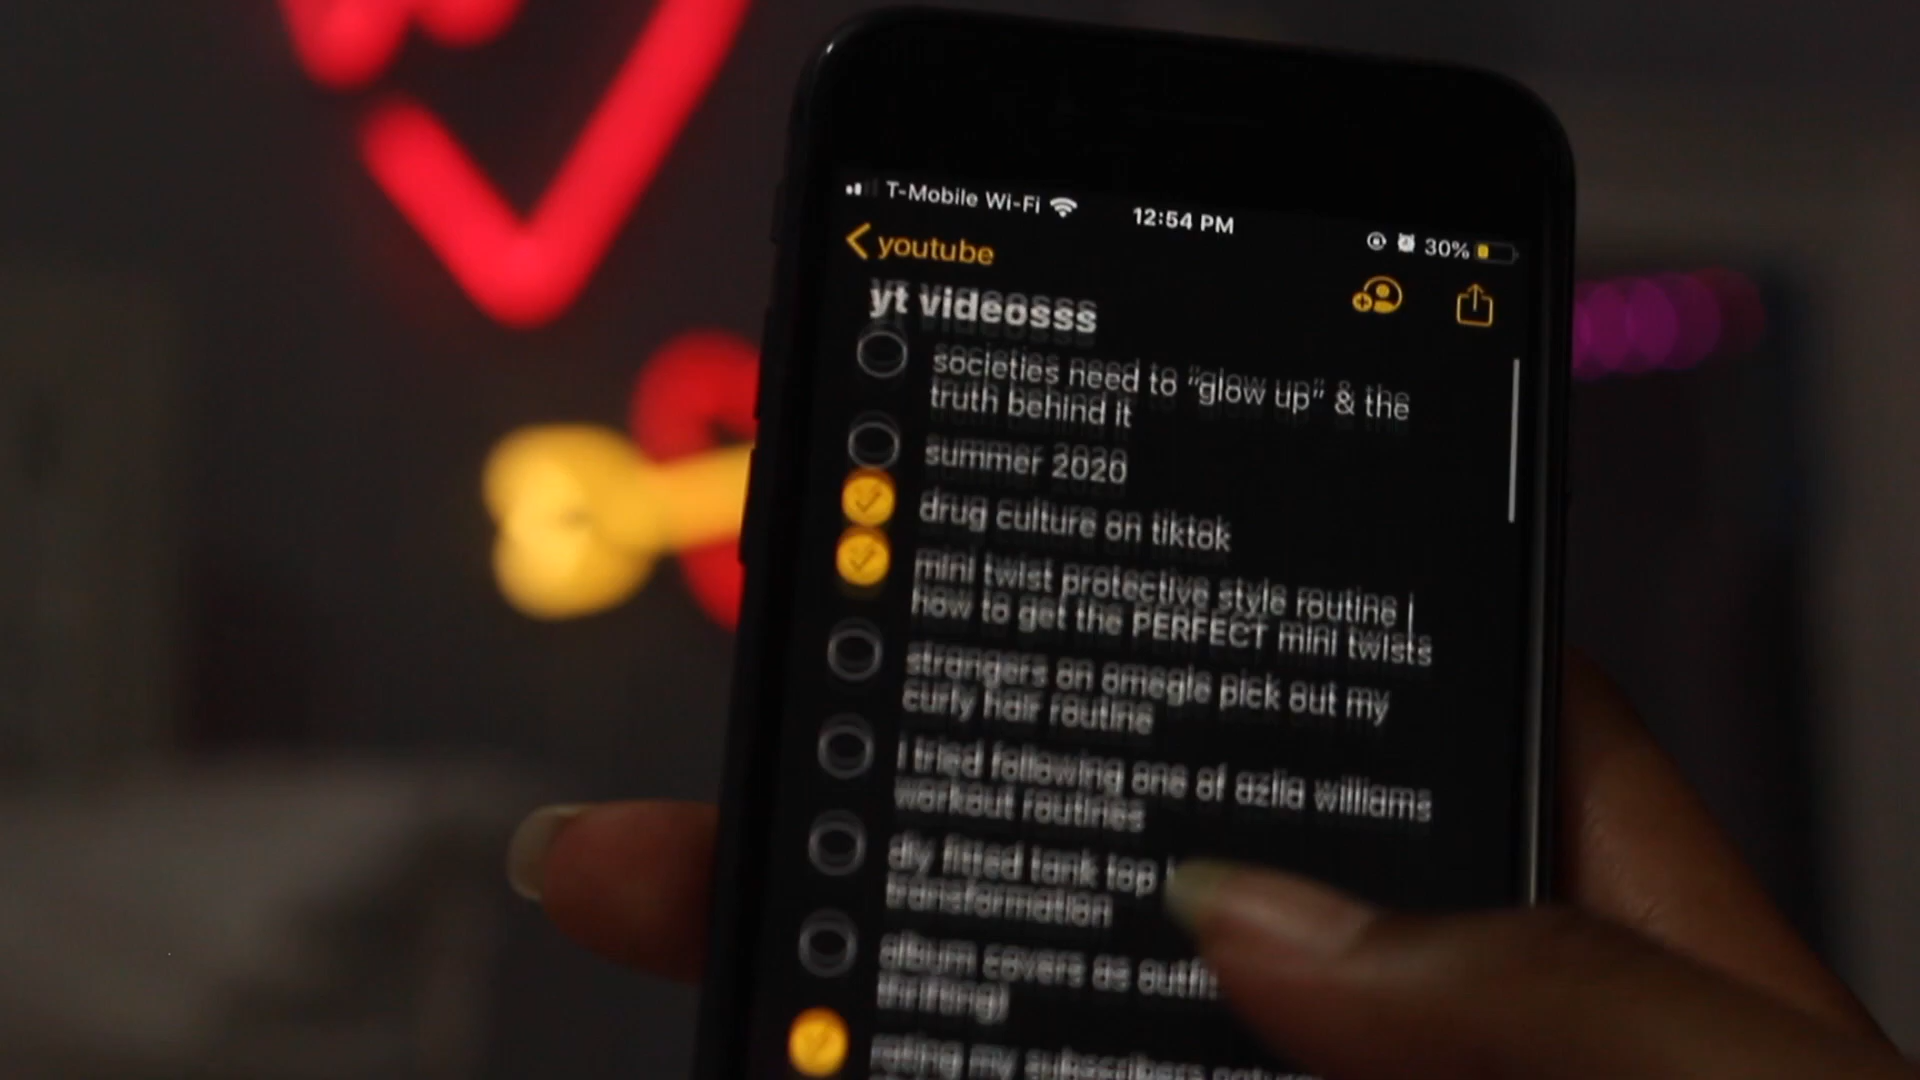 T-Mobile Wi-Fi 12:54 PM 30%
youtube
yt videosss
societies need to “glow up” & the
truth behind it
summer 2020
drug culture on tiktok
mini twist protective style routine |
how to get the PERFECT mini twists
strangers on omegle pick out my
curly hair routine
I tried following one of azlia williams
workout routines
diy fitted tank top
transformation
album covers as
thrifting)
rating my subscribers